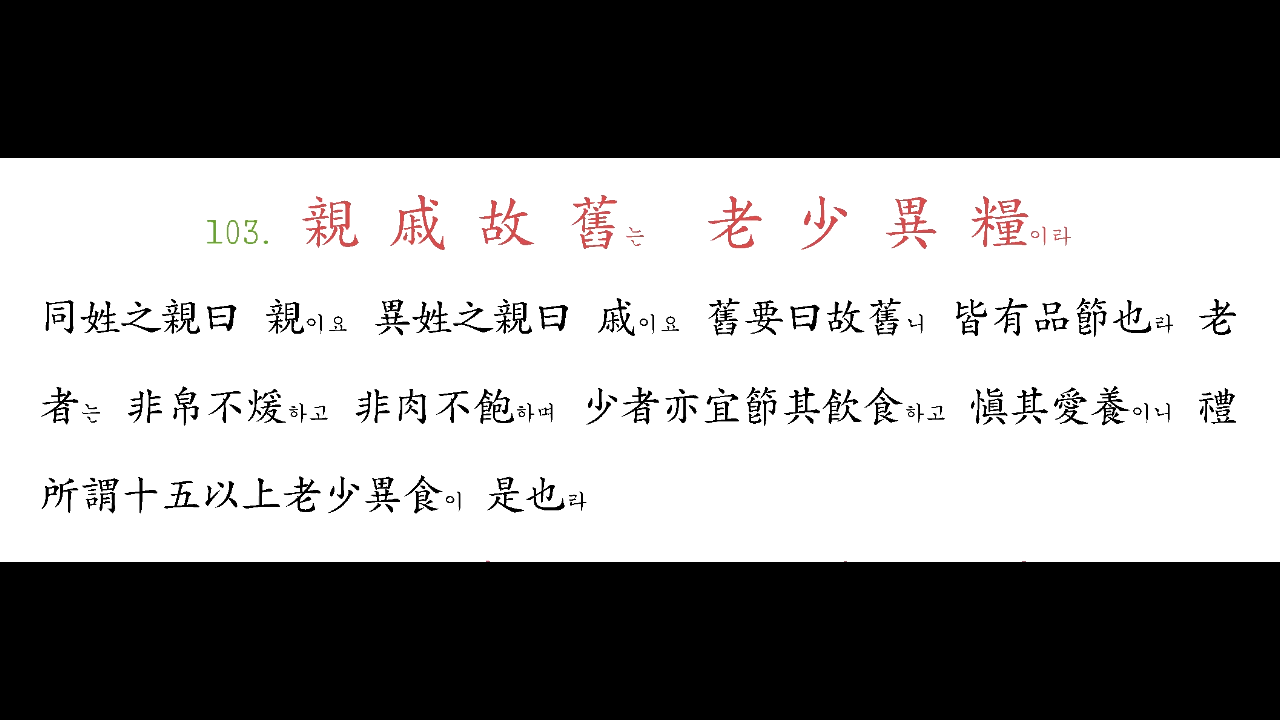 103. 親 戚 故 舊는 老 少 異 糧이라
同姓之親曰 親이요 異姓之親曰 戚이요 舊要曰故舊니 皆有品節也라 老
者는 非帛不煖하고 非肉不飽하며 少者亦宜節其飮食하고 愼其愛養이니 禮
所謂十五以上老少異食이 是也라